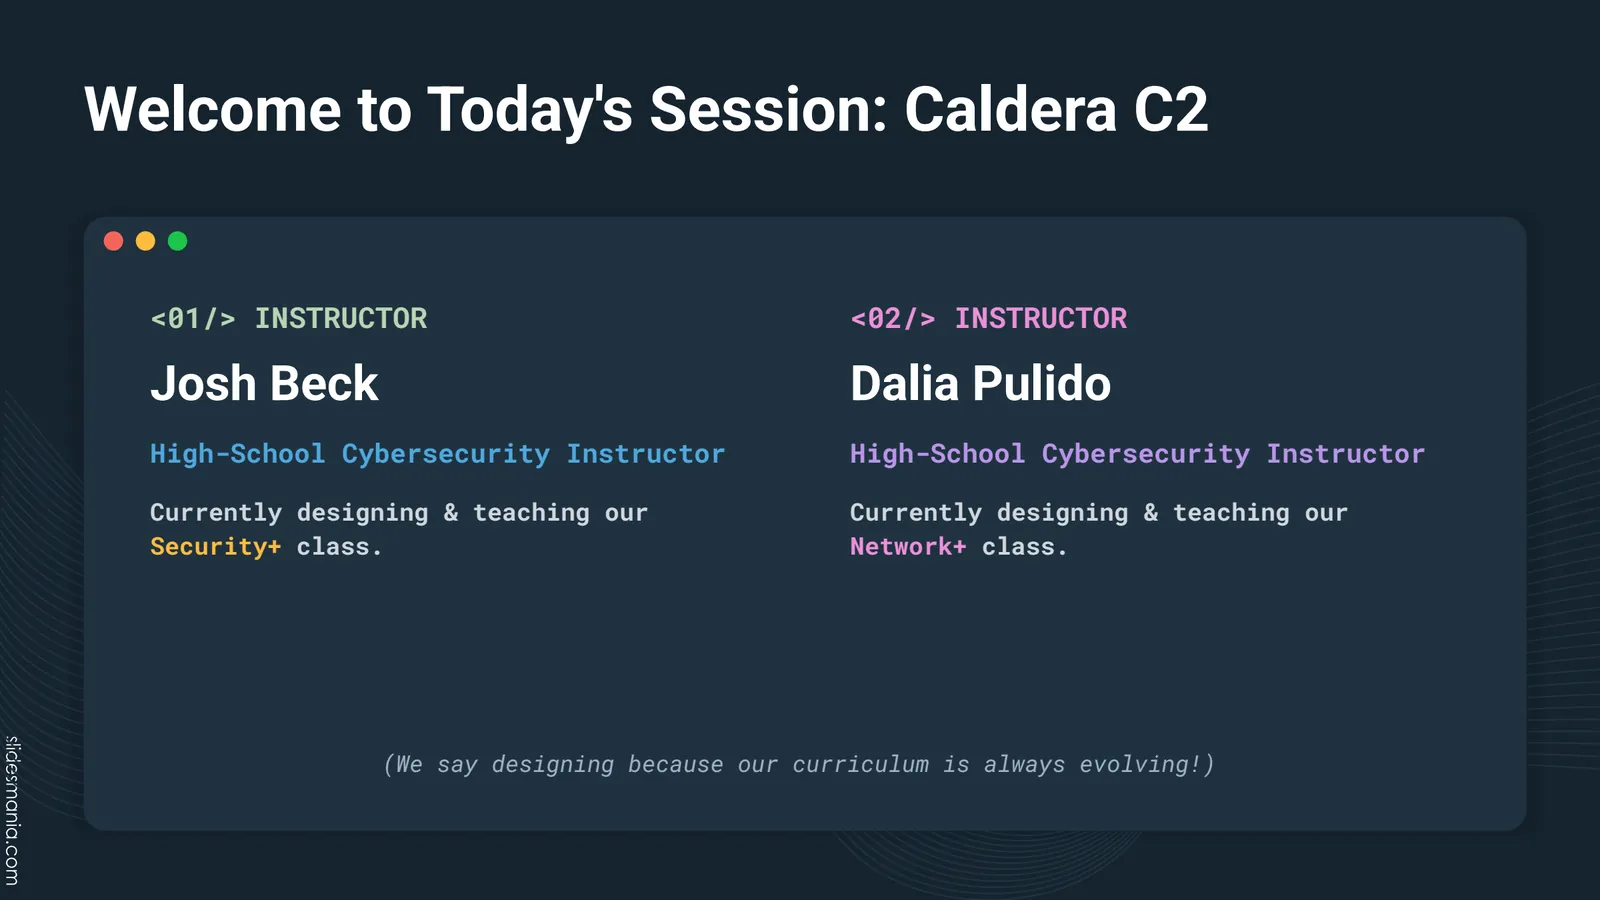 Welcome to Today's Session: Caldera C2
<01/> INSTRUCTOR
Josh Beck
High-School Cybersecurity Instructor
Currently designing & teaching our
Security+ class.
<02/> INSTRUCTOR
Dalia Pulido
High-School Cybersecurity Instructor
Currently designing & teaching our
Network+ class.
(We say designing because our curriculum is always evolving!)
slidesmania.com